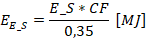 E_{E_S} = \frac{E\_S * CF}{0,35} [MJ]